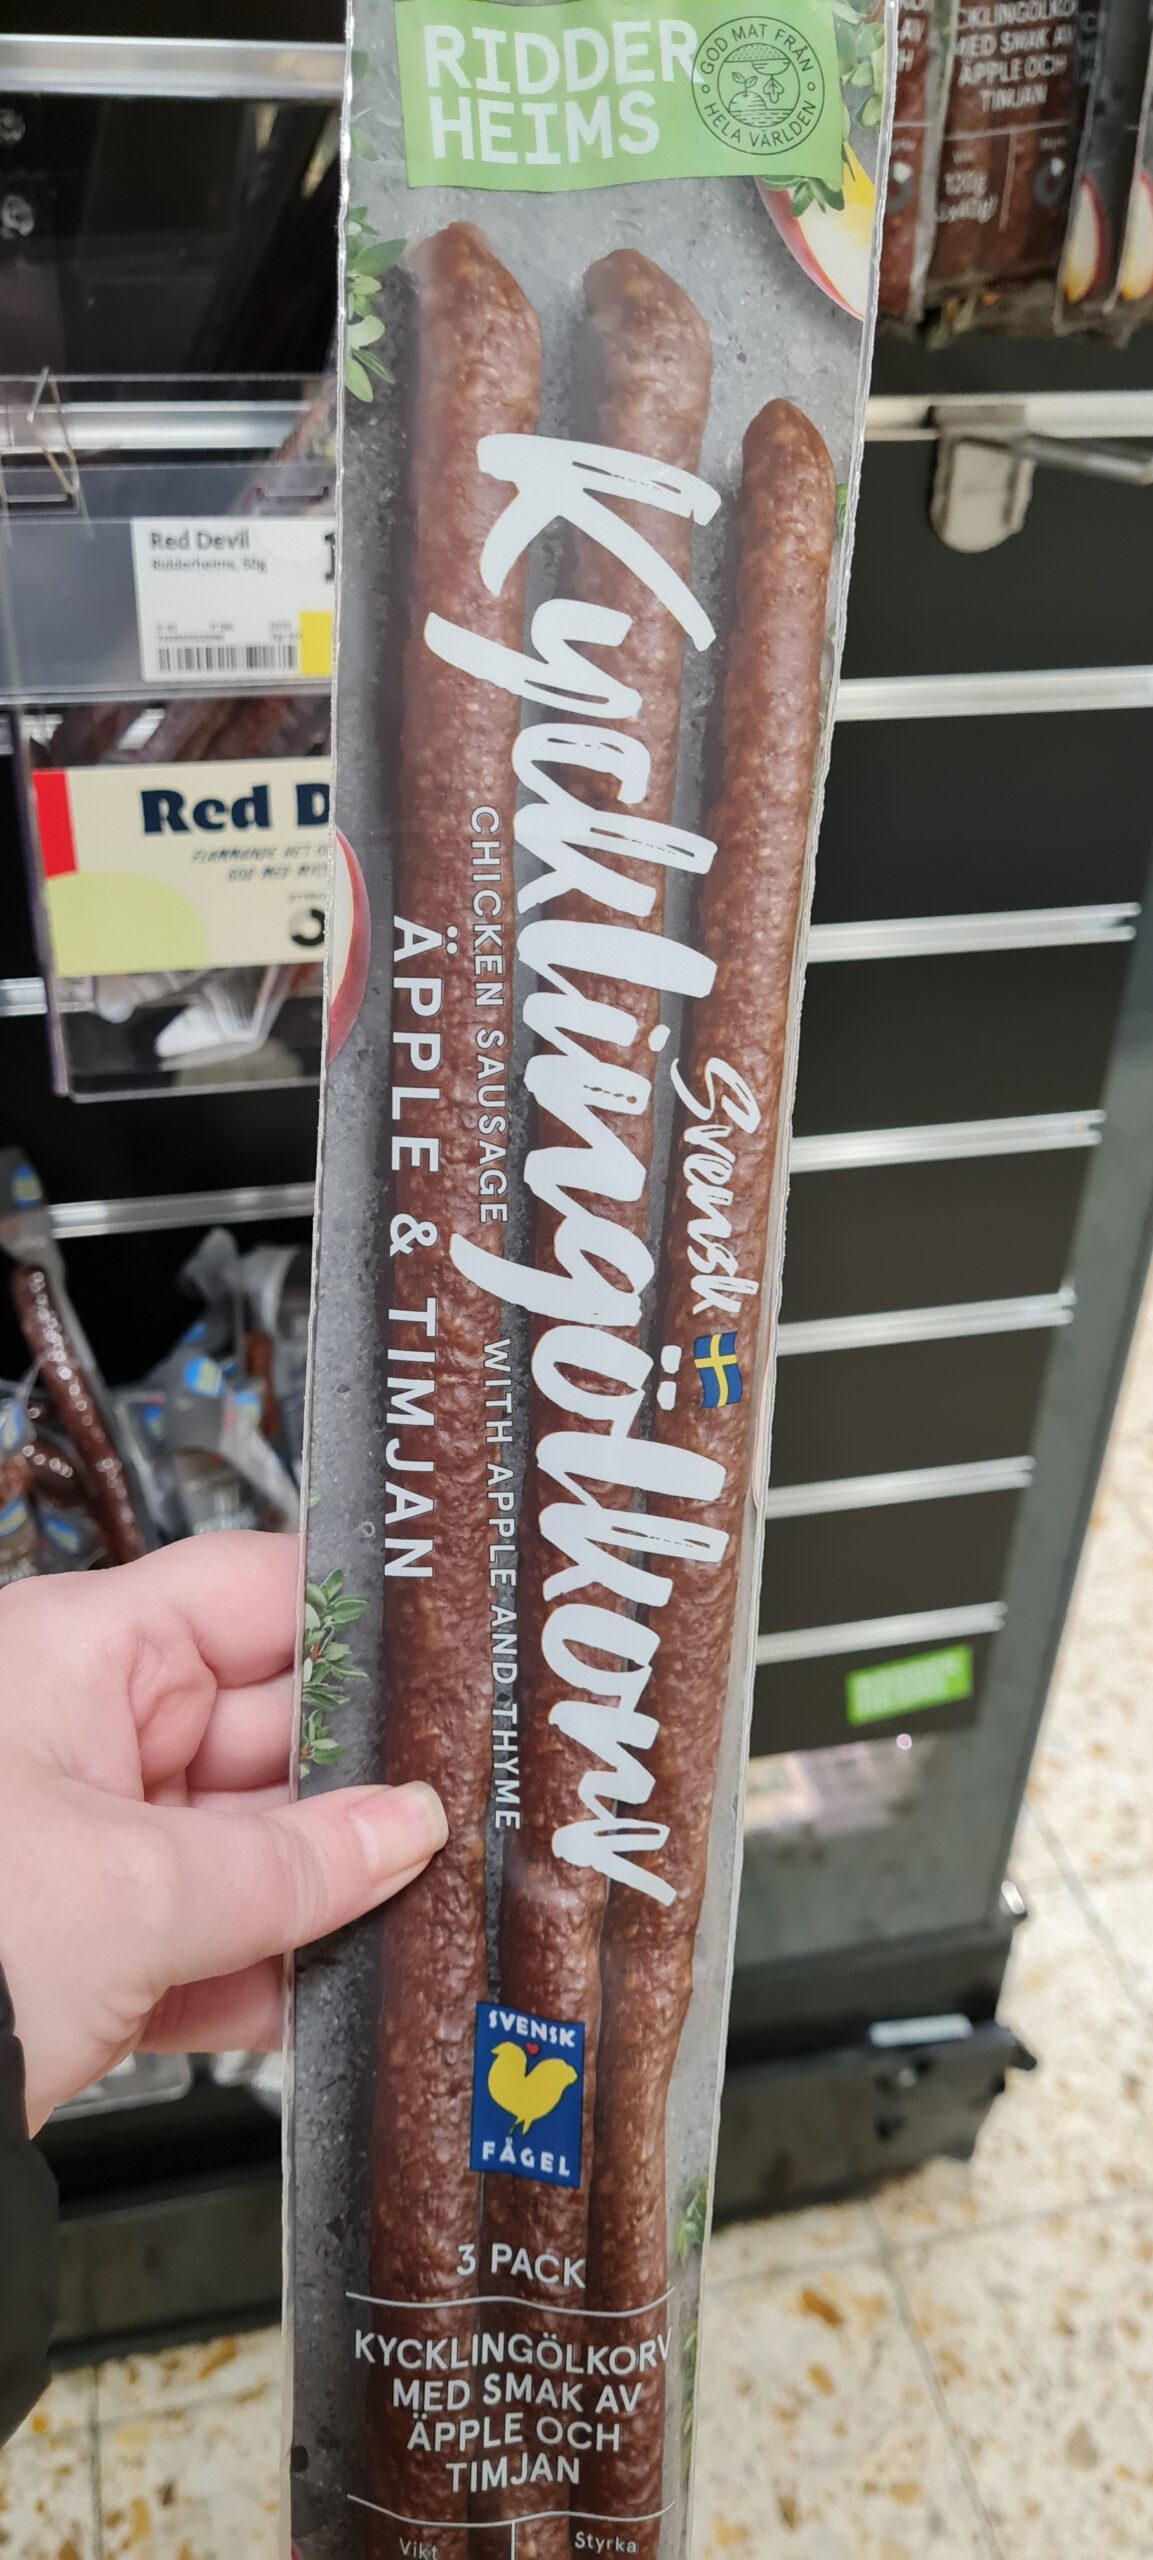 RIDDER
HEIMS
GOD MAT FRÅN
HELA VÄRLDEN
Svensk
Kycklingölkorv
CHICKEN SAUSAGE WITH APPLE AND THYME
ÄPPLE & TIMJAN
SVENSK
FÅGEL
3 PACK
KYCKLINGÖLKORV
MED SMAK AV
ÄPPLE OCH
TIMJAN
Vikt
Styrka
Red Devil
Ridderheims, 50g
Red D
MED SMAK AV
ÄPPLE OCH
TIMJAN
120g